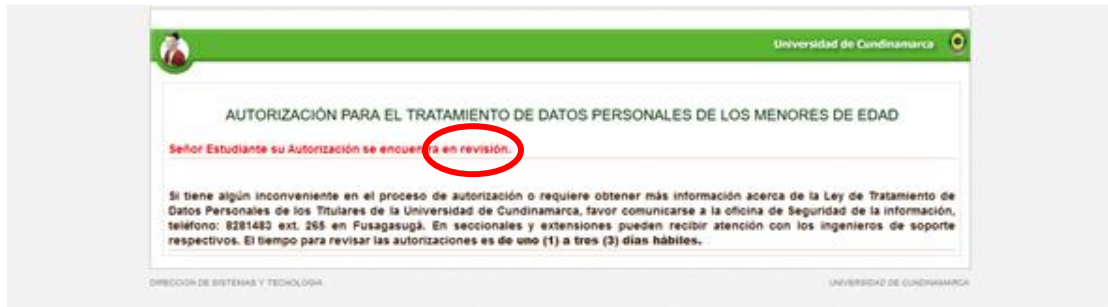 Universidad de Cundinamarca
AUTORIZACIÓN PARA EL TRATAMIENTO DE DATOS PERSONALES DE LOS MENORES DE EDAD
Señor Estudiante su Autorización se encuentra en revisión.
Si tiene algún inconveniente en el proceso de autorización o requiere obtener más información acerca de la Ley de Tratamiento de
Datos Personales de los Titulares de la Universidad de Cundinamarca, favor comunicarse a la oficina de Seguridad de la información,
teléfono: 8281483 ext. 265 en Fusagasugá. En seccionales y extensiones pueden recibir atención con los ingenieros de soporte
respectivos. El tiempo para revisar las autorizaciones es de uno (1) a tres (3) días hábiles.
DIRECCION DE SISTEMAS Y TECNOLOGIA
UNIVERSIDAD DE CUNDINAMARCA